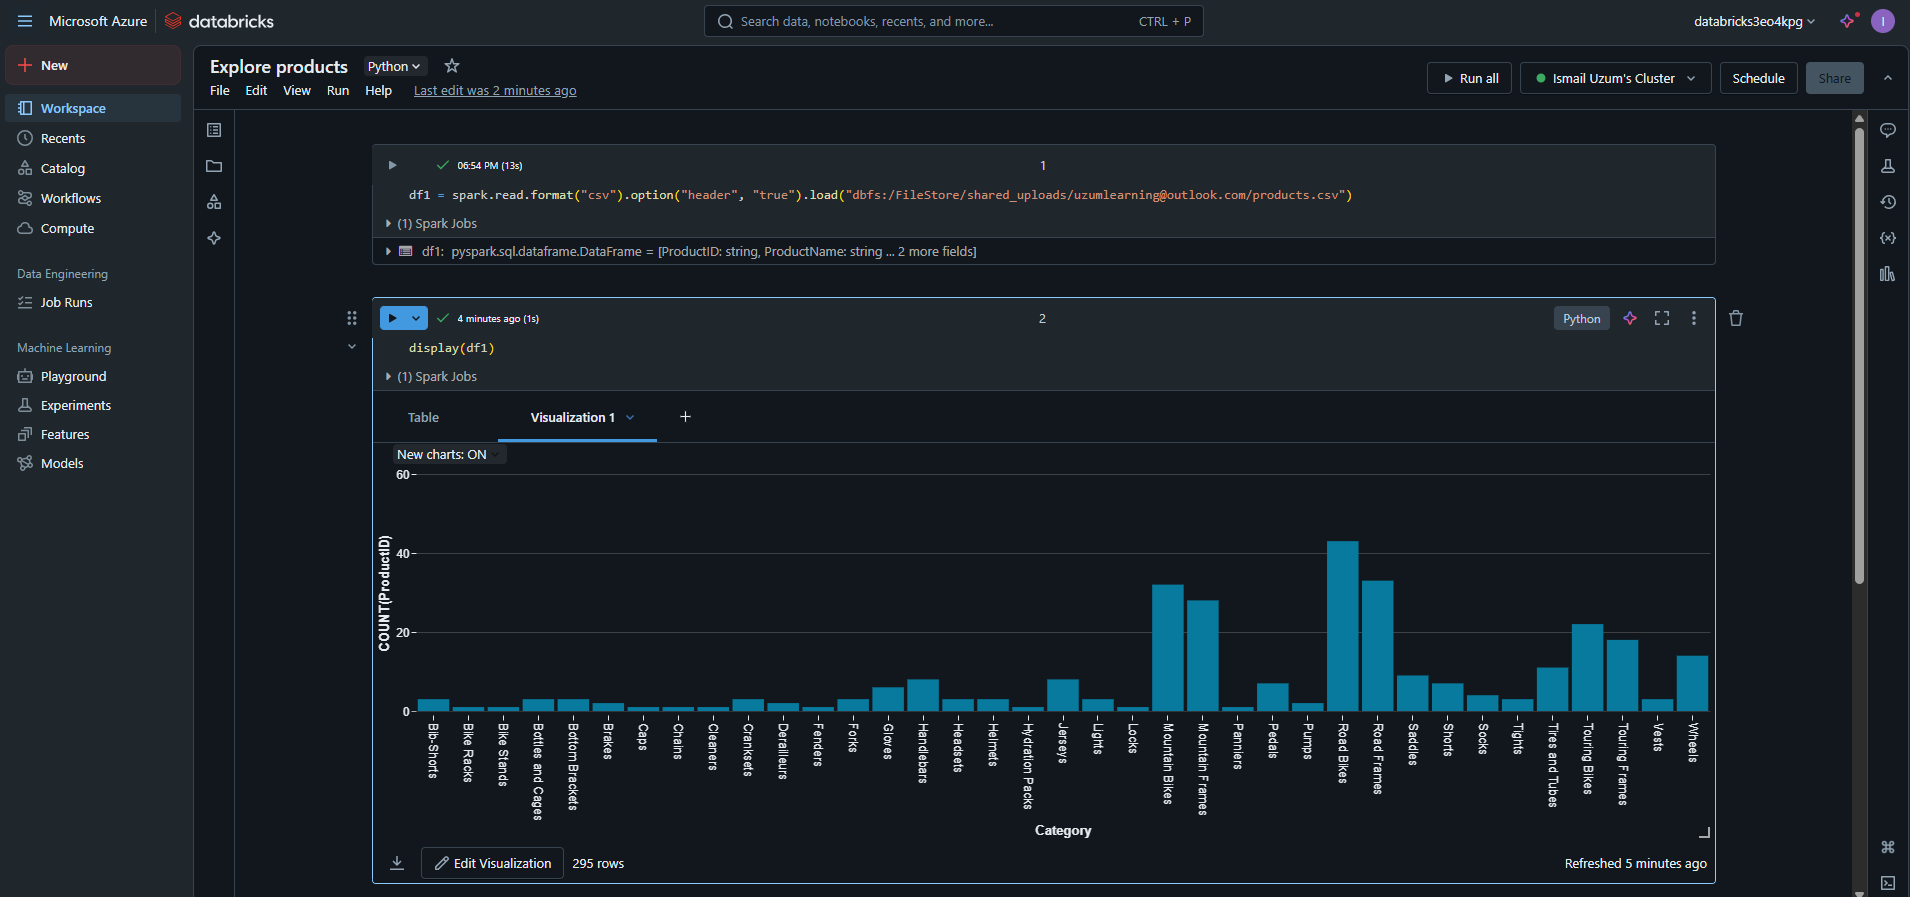 Microsoft Azure databricks
Search data, notebooks, recents, and more... CTRL + P
databricks3eo4kpg
I
New
Workspace
Recents
Catalog
Workflows
Compute
Data Engineering
Job Runs
Machine Learning
Playground
Experiments
Features
Models
Explore products Python
File Edit View Run Help Last edit was 2 minutes ago
Run all Ismail Uzum's Cluster Schedule Share
06:54 PM (13s) 1
df1 = spark.read.format("csv").option("header", "true").load("dbfs:/FileStore/shared_uploads/uzumlearning@outlook.com/products.csv")
(1) Spark Jobs
df1: pyspark.sql.dataframe.DataFrame = [ProductID: string, ProductName: string ... 2 more fields]
4 minutes ago (1s) 2 Python
display(df1)
(1) Spark Jobs
Table Visualization 1 +
New charts: ON
60
40
20
0
COUNT(ProductID)
Bib-Shorts
Bike Racks
Bike Stands
Bottles and Cages
Bottom Brackets
Brakes
Caps
Chains
Cleaners
Cranksets
Derailleurs
Fenders
Forks
Gloves
Handlebars
Headsets
Helmets
Hydration Packs
Jerseys
Lights
Locks
Mountain Bikes
Mountain Frames
Panniers
Pedals
Pumps
Road Bikes
Road Frames
Saddles
Shorts
Socks
Tights
Tires and Tubes
Touring Bikes
Touring Frames
Vests
Wheels
Category
Edit Visualization 295 rows Refreshed 5 minutes ago